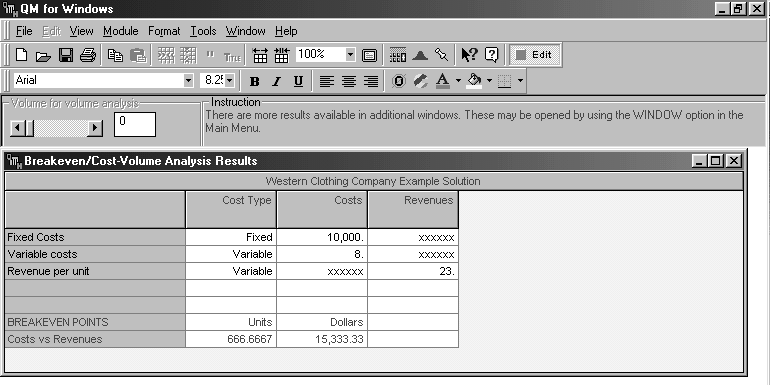 QM for Windows
File Edit View Module Format Tools Window Help
TITLE 100% Edit
Arial 8.2 B I U A
Volume for volume analysis
0
Instruction
There are more results available in additional windows. These may be opened by using the WINDOW option in the
Main Menu.
Breakeven/Cost-Volume Analysis Results
Western Clothing Company Example Solution
Cost Type Costs Revenues
Fixed Costs Fixed 10,000. xxxxxx
Variable costs Variable 8. xxxxxx
Revenue per unit Variable xxxxxx 23.
BREAKEVEN POINTS Units Dollars
Costs vs Revenues 666.6667 15,333.33